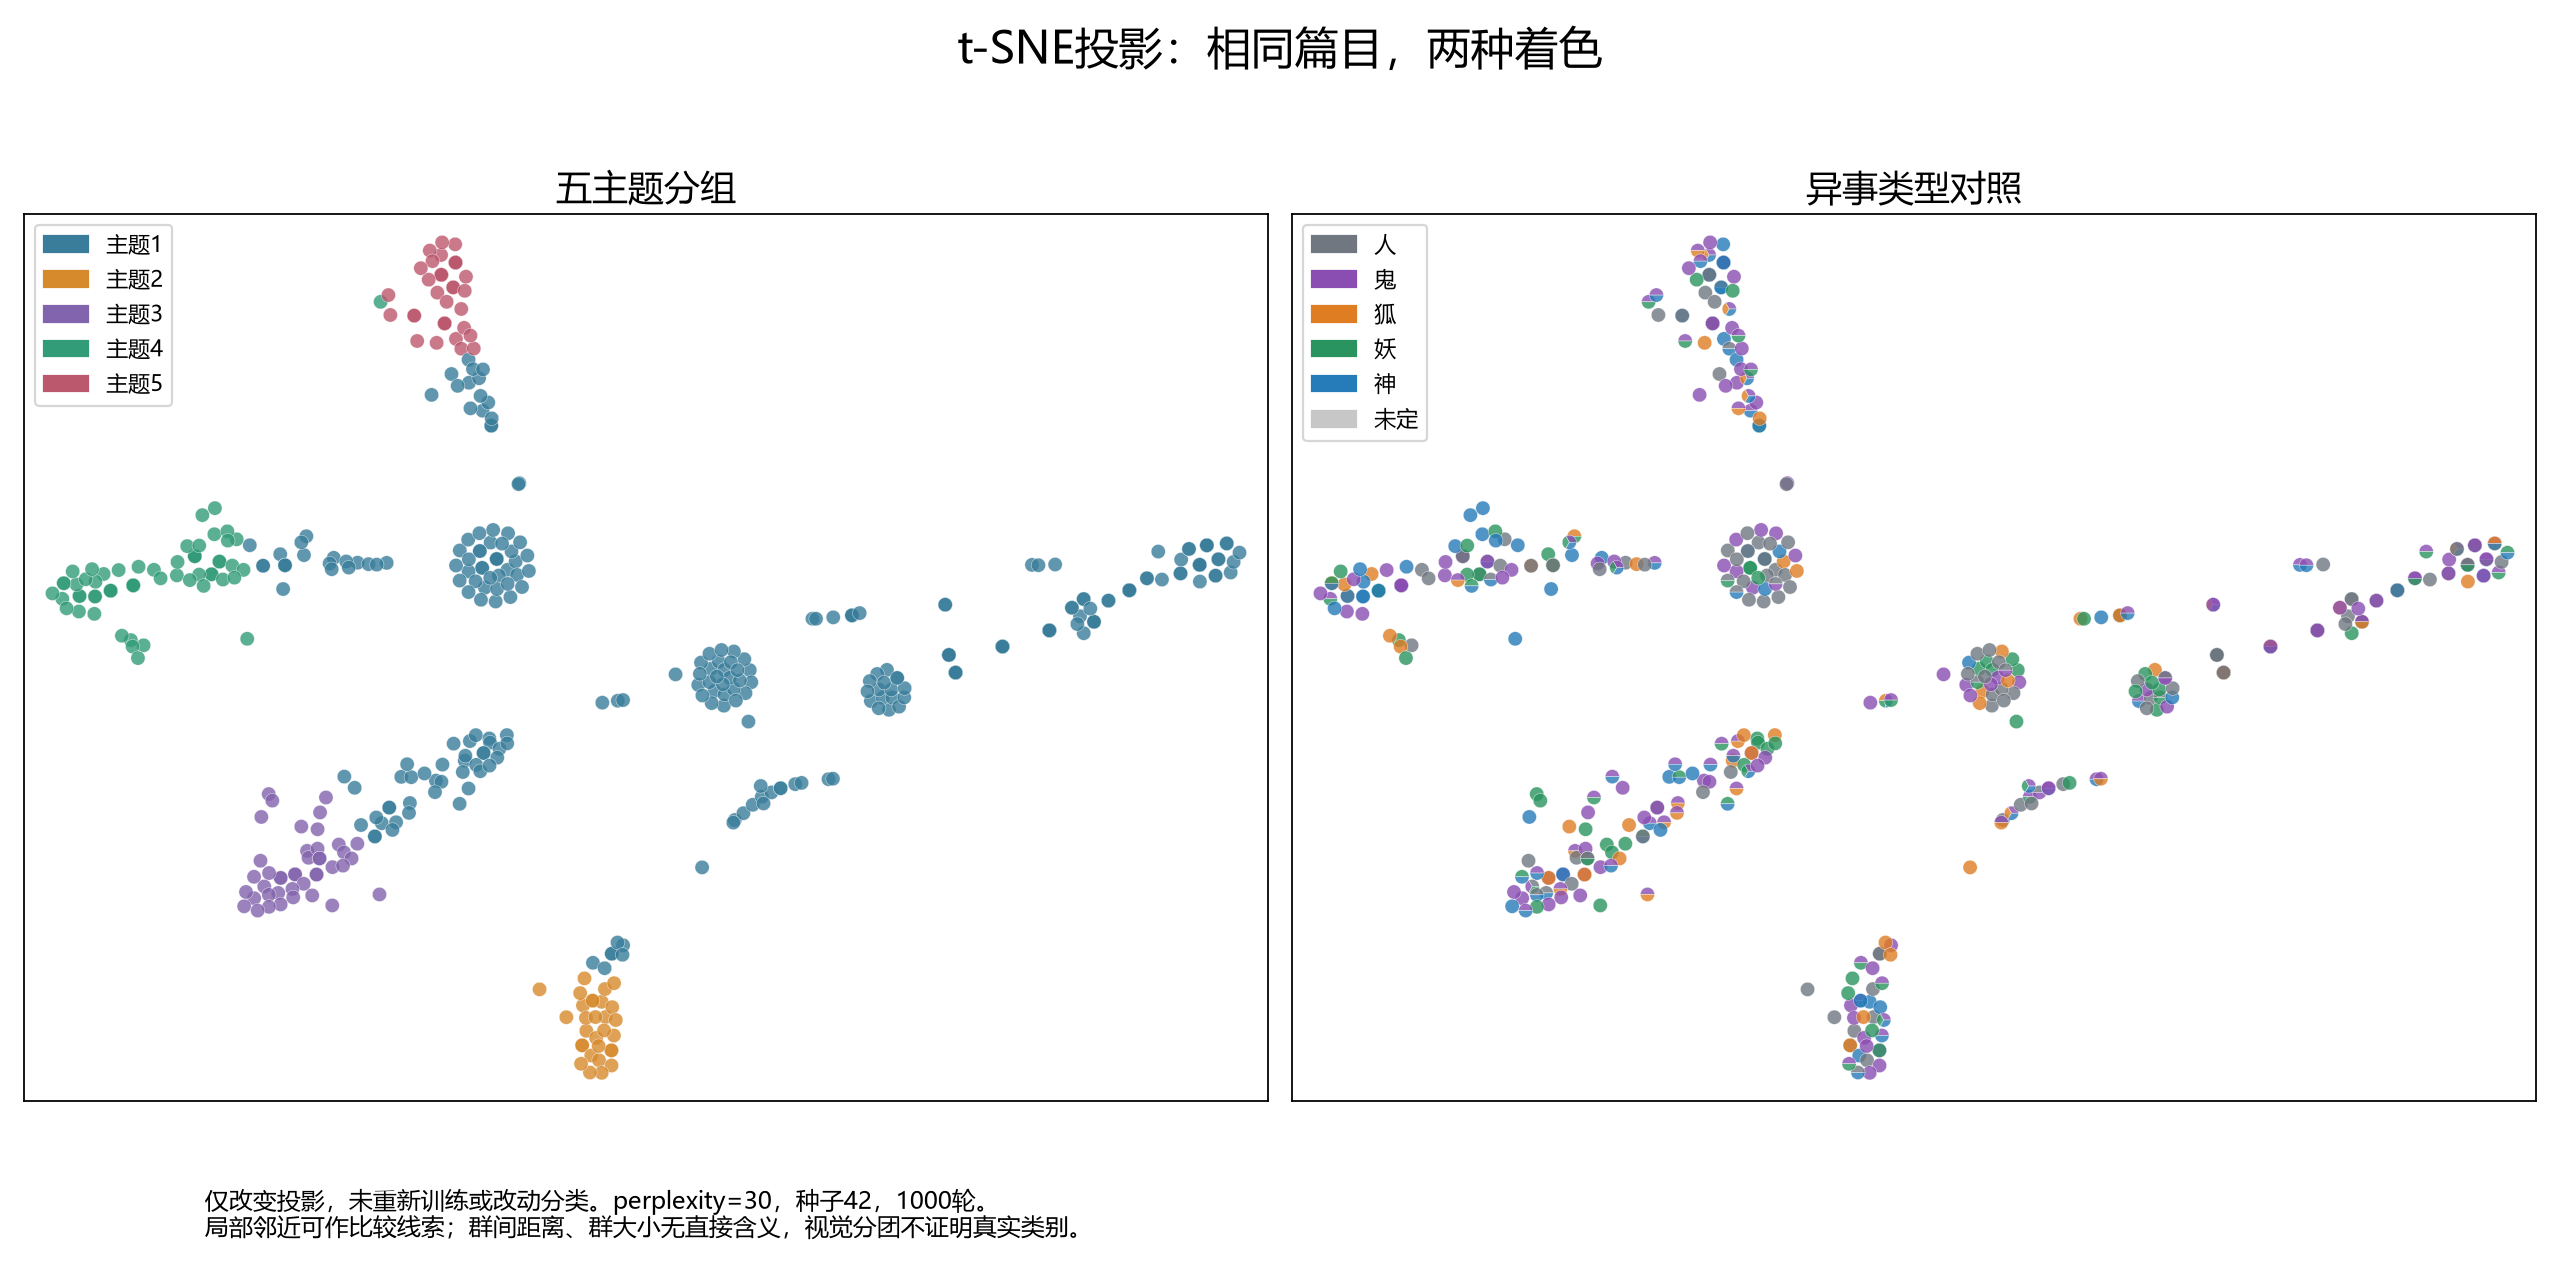 t-SNE投影：相同篇目，两种着色
五主题分组
主题1
主题2
主题3
主题4
主题5
异事类型对照
人
鬼
狐
妖
神
未定
仅改变投影，未重新训练或改动分类。perplexity=30，种子42，1000轮。
局部邻近可作比较线索；群间距离、群大小无直接含义，视觉分团不证明真实类别。